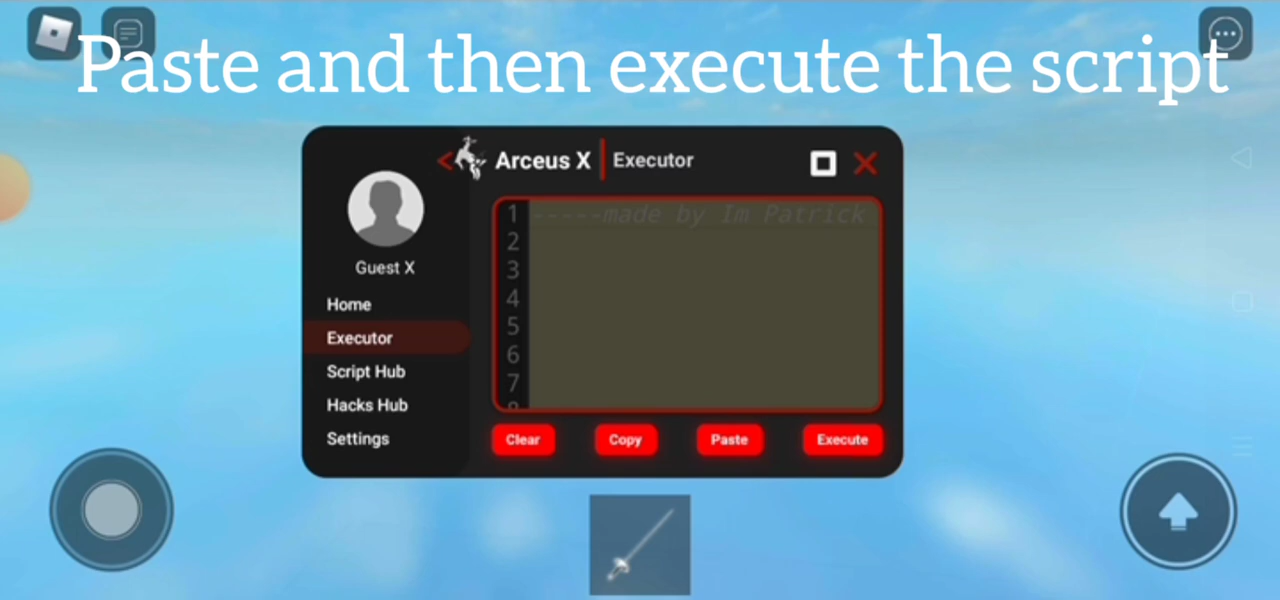 Paste and then execute the script
Arceus X | Executor
Guest X
Home
Executor
Script Hub
Hacks Hub
Settings
1 -----made by Im Patrick
2
3
4
5
6
7
8
Clear Copy Paste Execute